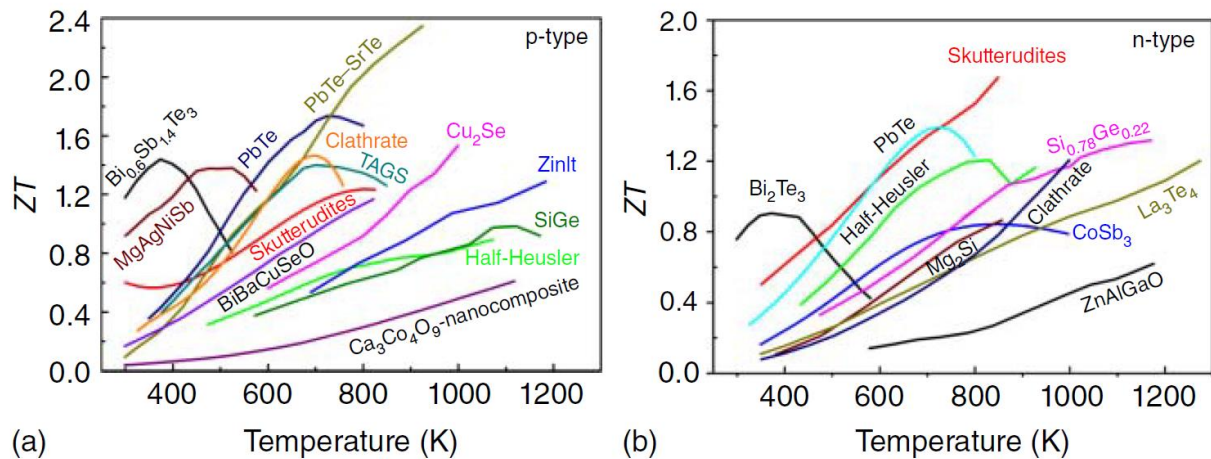 2.4
2.0
1.6
1.2
0.8
0.4
0.0
ZT
p-type
Bi0.6Sb1.4Te3
MgAgNiSb
PbTe
PbTe–SrTe
Clathrate
TAGS
Cu2Se
ZinIt
Skutterudites
BiBaCuSeO
SiGe
Half-Heusler
Ca3Co4O9-nanocomposite
400 600 800 1000 1200
(a) Temperature (K)
2.0
1.6
1.2
0.8
0.4
0.0
ZT
n-type
Skutterudites
PbTe
Si0.78Ge0.22
Bi2Te3
Half-Heusler
Clathrate
La3Te4
Mg2Si
CoSb3
ZnAlGaO
400 600 800 1000 1200
(b) Temperature (K)